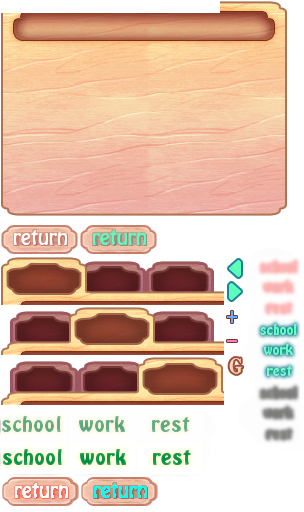 return return
+
-
G
school
work
rest
school
work
rest
school
work
rest
school work rest
school work rest
return return